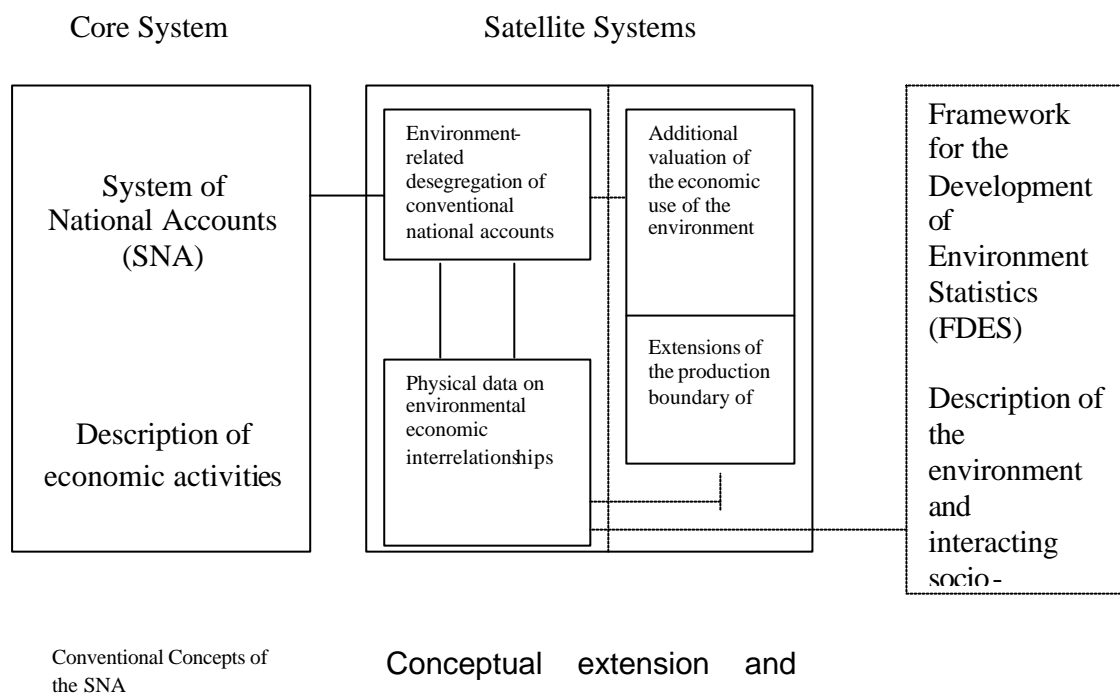 Core System
Satellite Systems
System of
National Accounts
(SNA)
Description of
economic activities
Environment-
related
desegregation of
conventional
national accounts
Physical data on
environmental
economic
interrelationships
Additional
valuation of
the economic
use of the
environment
Extensions of
the production
boundary of
Framework
for the
Development
of
Environment
Statistics
(FDES)
Description of
the
environment
and
interacting
socio-
Conventional Concepts of
the SNA
Conceptual extension and